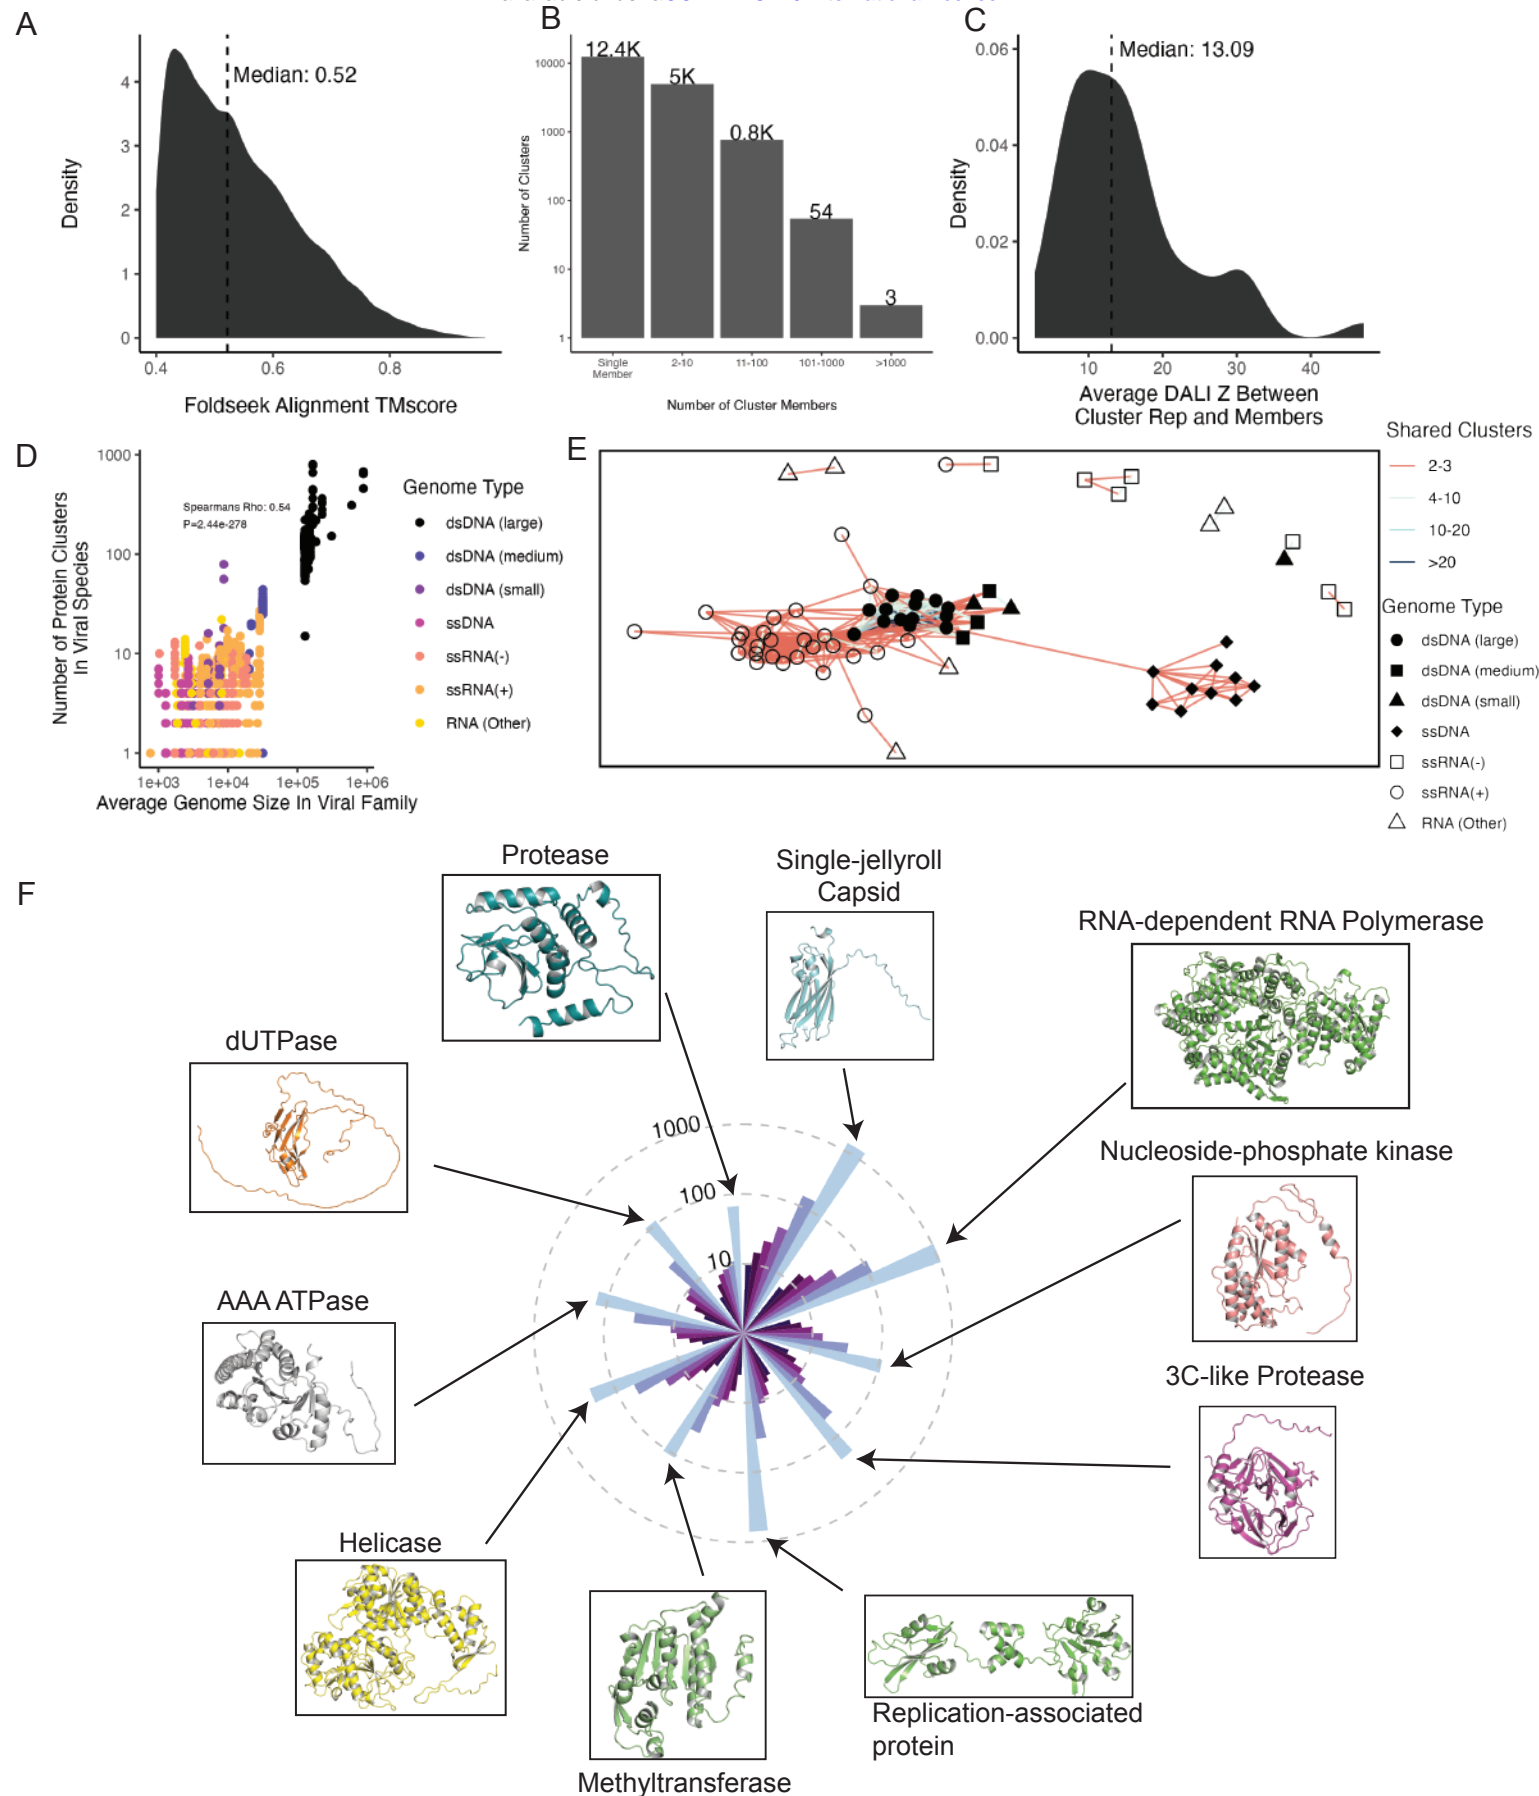 A
Median: 0.52
Density
4
3
2
1
0
0.4
0.6
0.8
Foldseek Alignment TMscore
B
12.4K
5K
0.8K
54
3
Number of Clusters
10000
1000
100
10
1
Single
Member
2-10
11-100
101-1000
>1000
Number of Cluster Members
C
Median: 13.09
Density
0.06
0.04
0.02
0.00
10
20
30
40
Average DALI Z Between
Cluster Rep and Members
D
Number of Protein Clusters
In Viral Species
1000
100
10
1
Spearmans Rho: 0.54
P=2.44e-278
1e+03
1e+04
1e+05
1e+06
Average Genome Size In Viral Family
Genome Type
dsDNA (large)
dsDNA (medium)
dsDNA (small)
ssDNA
ssRNA(-)
ssRNA(+)
RNA (Other)
E
Shared Clusters
2-3
4-10
10-20
>20
Genome Type
dsDNA (large)
dsDNA (medium)
dsDNA (small)
ssDNA
ssRNA(-)
ssRNA(+)
RNA (Other)
F
Protease
Single-jellyroll
Capsid
RNA-dependent RNA Polymerase
dUTPase
Nucleoside-phosphate kinase
1000
100
10
AAA ATPase
3C-like Protease
Helicase
Replication-associated
protein
Methyltransferase